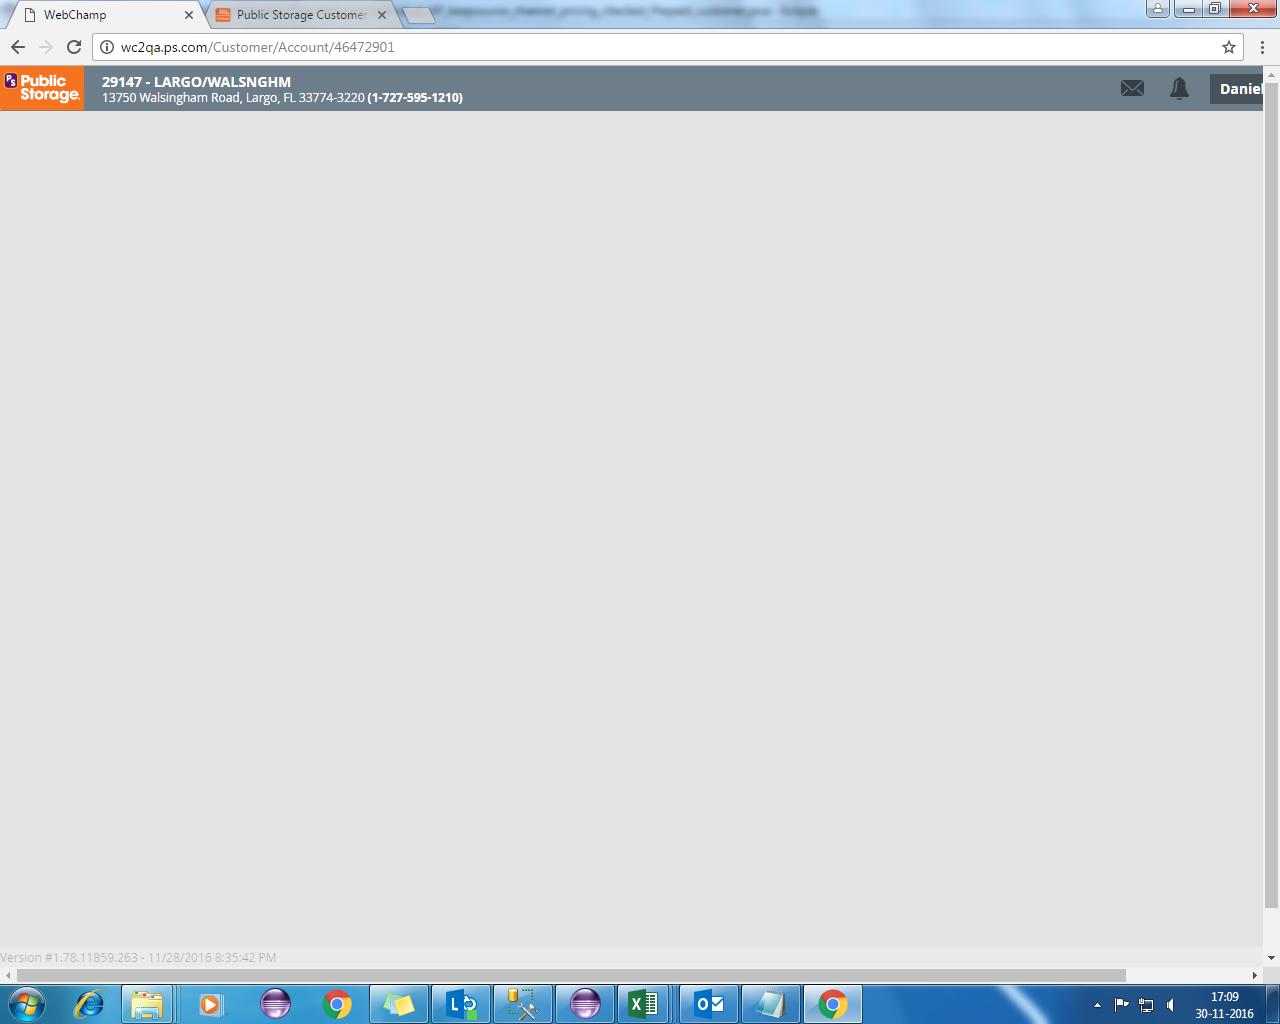 WebChamp
Public Storage Customer
wc2qa.ps.com/Customer/Account/46472901
PS Public
Storage.
29147 - LARGO/WALSNGHM
13750 Walsingham Road, Largo, FL 33774-3220 (1-727-595-1210)
Daniel
Version #1.78.11859.263 - 11/28/2016 8:35:42 PM
17:09
30-11-2016